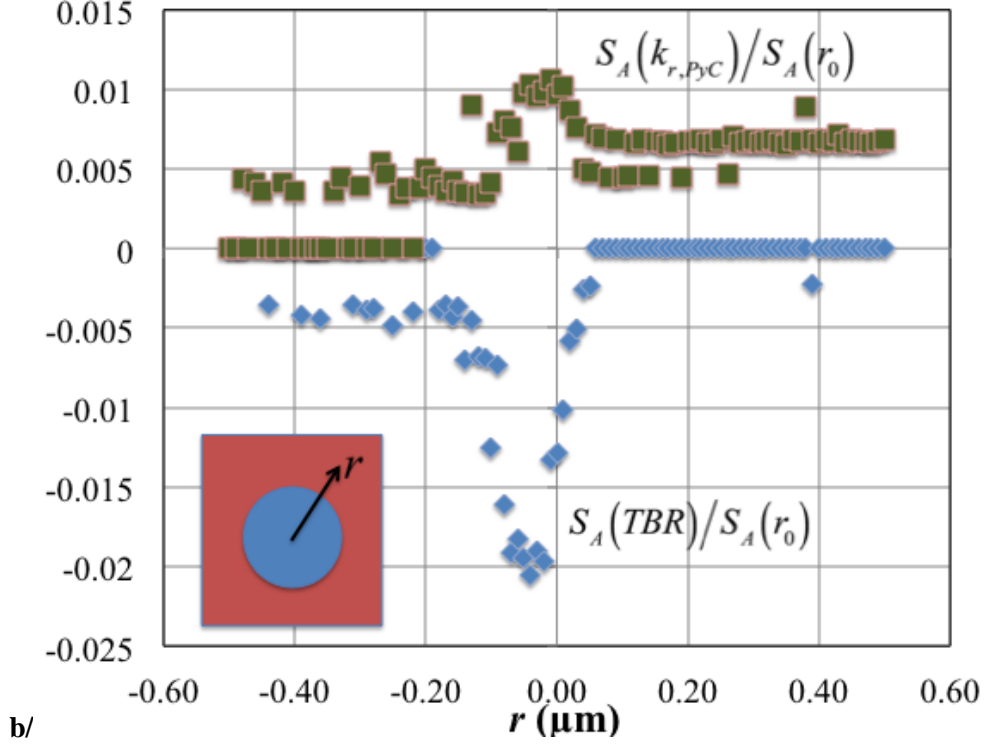 0.015
S_A(k_{r,PyC})/S_A(r_0)
0.01
0.005
0
-0.005
-0.01
r
-0.015
S_A(TBR)/S_A(r_0)
-0.02
-0.025
-0.60 -0.40 -0.20 0.00 0.20 0.40 0.60
r (μm)
b/